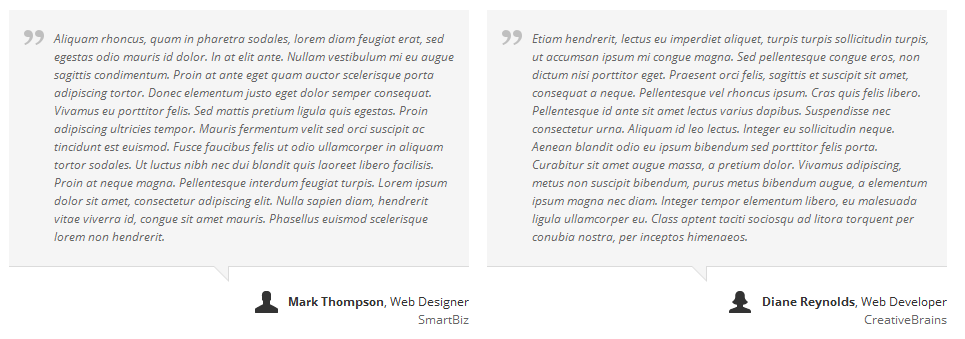 Aliquam rhoncus, quam in pharetra sodales, lorem diam feugiat erat, sed
egestas odio mauris id dolor. In at elit ante. Nullam vestibulum mi eu augue
sagittis condimentum. Proin at ante eget quam auctor scelerisque porta
adipiscing tortor. Donec elementum justo eget dolor semper consequat.
Vivamus eu porttitor felis. Sed mattis pretium ligula quis egestas. Proin
adipiscing ultricies tempor. Mauris fermentum velit sed orci suscipit ac
tincidunt est euismod. Fusce faucibus felis ut odio ullamcorper in aliquam
tortor sodales. Ut luctus nibh nec dui blandit quis laoreet libero facilisis.
Proin at neque magna. Pellentesque interdum feugiat turpis. Lorem ipsum
dolor sit amet, consectetur adipiscing elit. Nulla sapien diam, hendrerit
vitae viverra id, congue sit amet mauris. Phasellus euismod scelerisque
lorem non hendrerit.
Mark Thompson, Web Designer
SmartBiz
Etiam hendrerit, lectus eu imperdiet aliquet, turpis turpis sollicitudin turpis,
ut accumsan ipsum mi congue magna. Sed pellentesque congue eros, non
dictum nisi porttitor eget. Praesent orci felis, sagittis et suscipit sit amet,
consequat a neque. Pellentesque vel rhoncus ipsum. Cras quis felis libero.
Pellentesque id ante sit amet lectus varius dapibus. Suspendisse nec
consectetur urna. Aliquam id leo lectus. Integer eu sollicitudin neque.
Aenean blandit odio eu ipsum bibendum sed porttitor felis porta.
Curabitur sit amet augue massa, a pretium dolor. Vivamus adipiscing,
metus non suscipit bibendum, purus metus bibendum augue, a elementum
ipsum magna nec diam. Integer tempor elementum libero, eu malesuada
ligula ullamcorper eu. Class aptent taciti sociosqu ad litora torquent per
conubia nostra, per inceptos himenaeos.
Diane Reynolds, Web Developer
CreativeBrains